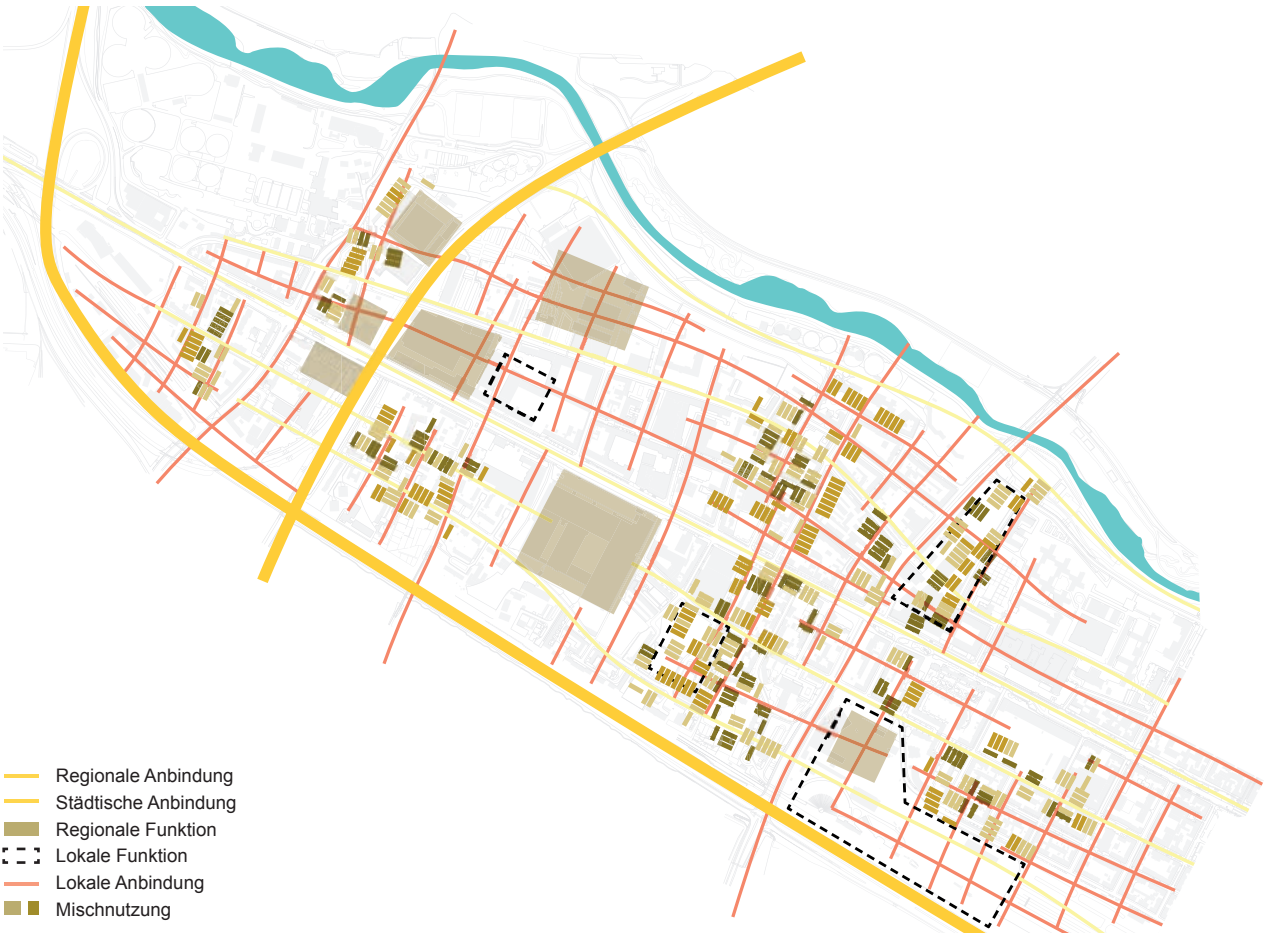 Regionale Anbindung
Städtische Anbindung
Regionale Funktion
Lokale Funktion
Lokale Anbindung
Mischnutzung